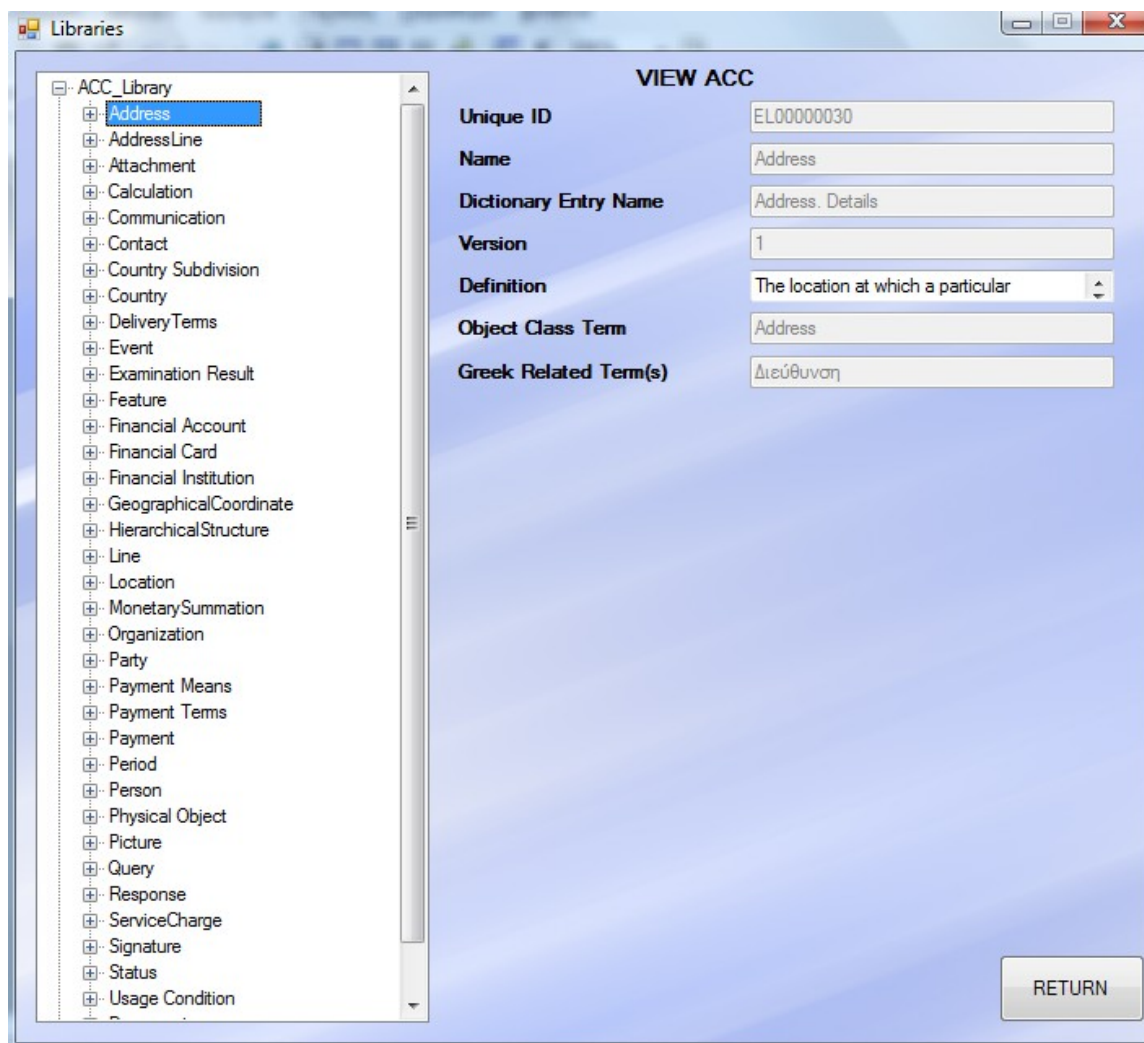 Libraries
ACC_Library
Address
AddressLine
Attachment
Calculation
Communication
Contact
Country Subdivision
Country
DeliveryTerms
Event
Examination Result
Feature
Financial Account
Financial Card
Financial Institution
GeographicalCoordinate
HierarchicalStructure
Line
Location
MonetarySummation
Organization
Party
Payment Means
Payment Terms
Payment
Period
Person
Physical Object
Picture
Query
Response
ServiceCharge
Signature
Status
Usage Condition
VIEW ACC
Unique ID EL00000030
Name Address
Dictionary Entry Name Address. Details
Version 1
Definition The location at which a particular
Object Class Term Address
Greek Related Term(s) Διεύθυνση
RETURN